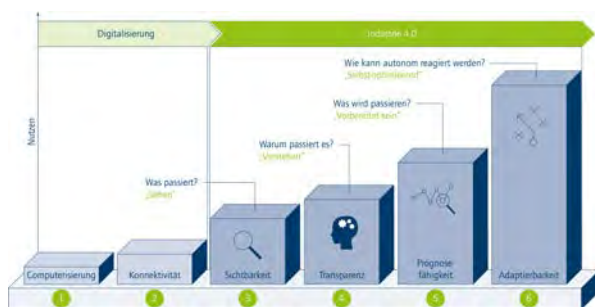 Digitalisierung
Industrie 4.0
Nutzen
Wie kann autonom reagiert werden?
„Selbstoptimierend“
Was wird passieren?
„Vorbereitet sein“
Warum passiert es?
„Verstehen“
Was passiert?
„Sehen“
Computerisierung
Konnektivität
Sichtbarkeit
Transparenz
Prognose-
fähigkeit
Adaptierbarkeit
1
2
3
4
5
6